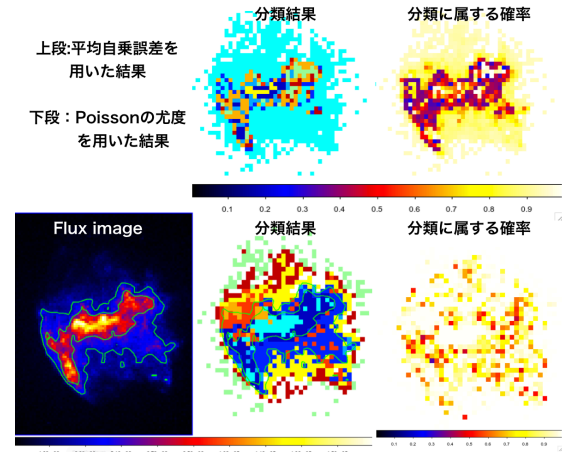 分類結果
分類に属する確率
上段:平均自乗誤差を
用いた結果
下段：Poissonの尤度
を用いた結果
0.1 0.2 0.3 0.4 0.5 0.6 0.7 0.8 0.9
Flux image
分類結果
分類に属する確率
0.1 0.2 0.3 0.4 0.5 0.6 0.7 0.8 0.9